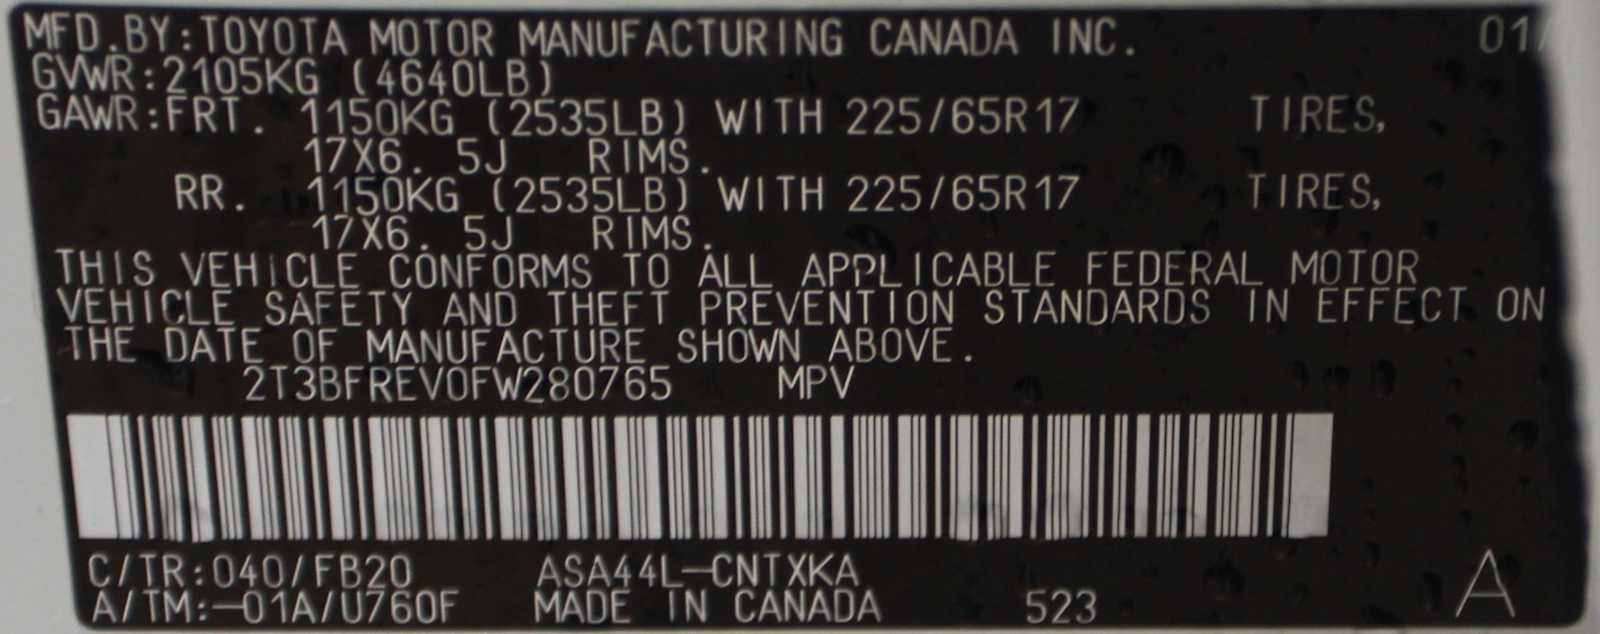 MFD.BY:TOYOTA MOTOR MANUFACTURING CANADA INC. 01/
GVWR:2105KG (4640LB)
GAWR:FRT. 1150KG (2535LB) WITH 225/65R17 TIRES,
17X6. 5J RIMS.
RR. 1150KG (2535LB) WITH 225/65R17 TIRES,
17X6. 5J RIMS.
THIS VEHICLE CONFORMS TO ALL APPLICABLE FEDERAL MOTOR
VEHICLE SAFETY AND THEFT PREVENTION STANDARDS IN EFFECT ON
THE DATE OF MANUFACTURE SHOWN ABOVE.
2T3BFREV0FW280765 MPV
C/TR:040/FB20 ASA44L-CNTXKA
A/TM:-01A/U760F MADE IN CANADA 523 A